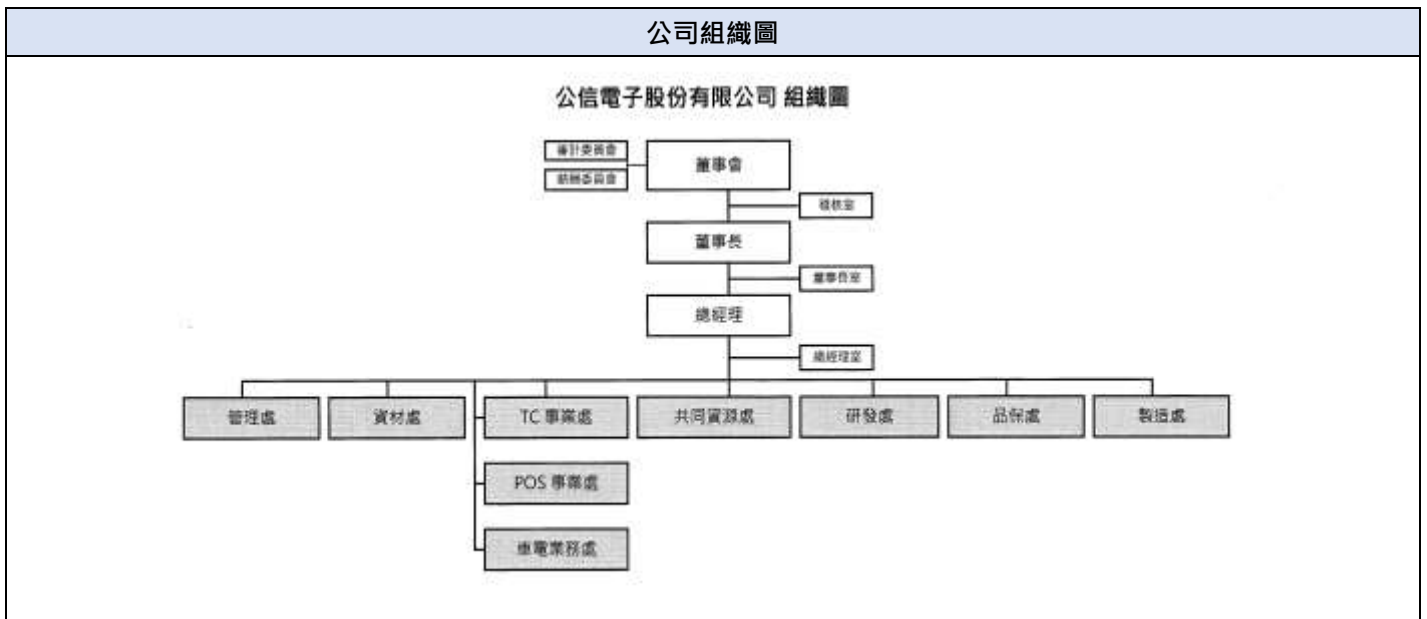 公司組織圖
公信電子股份有限公司 組織圖
審計委員會
董事會
薪酬委員會
稽核室
董事長
董事長室
總經理
總經理室
管理處
資材處
TC 事業處
共同資源處
研發處
品保處
製造處
POS 事業處
車電業務處